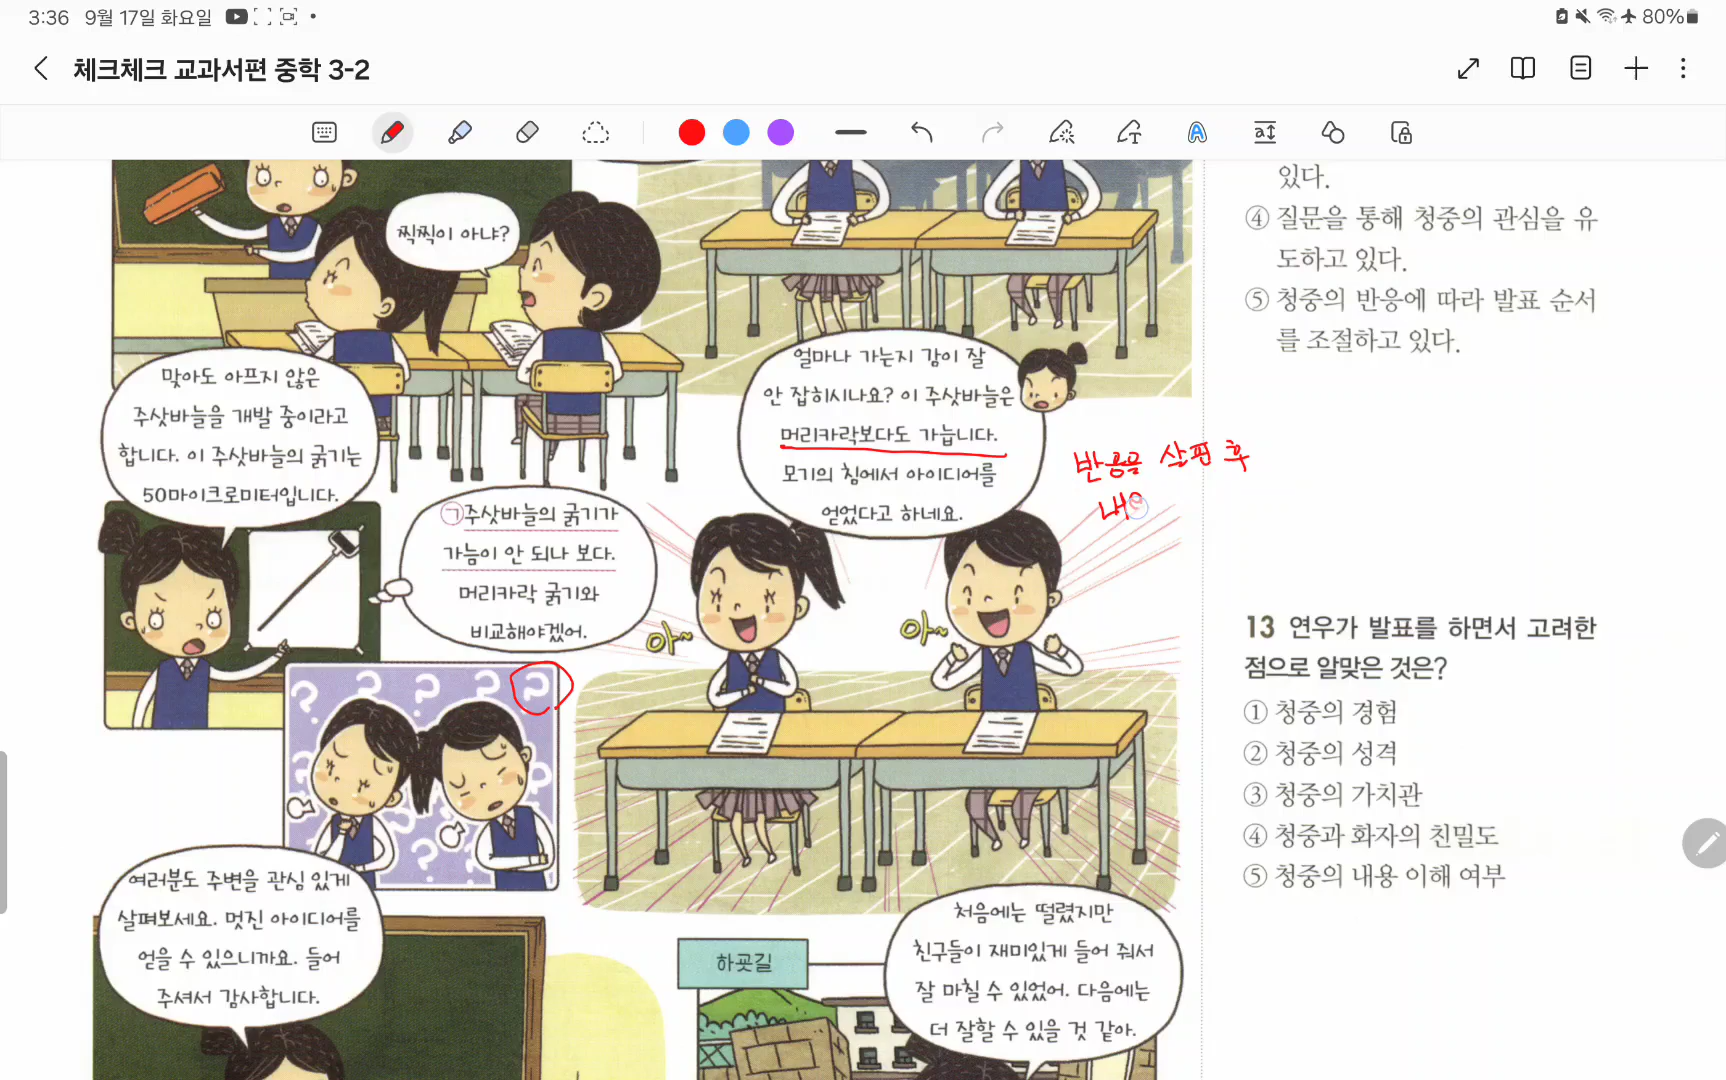 3:36 9월 17일 화요일
80%
체크체크 교과서편 중학 3-2
찍찍이 아냐?
맞아도 아프지 않은
주삿바늘을 개발 중이라고
합니다. 이 주삿바늘의 굵기는
50마이크로미터입니다.
얼마나 가는지 감이 잘
안 잡히시나요? 이 주삿바늘은
머리카락보다도 가늡니다.
모기의 침에서 아이디어를
얻었다고 하네요.
반응을 살핀 후
㉠주삿바늘의 굵기가
가늠이 안 되나 보다.
머리카락 굵기와
비교해야겠어.
아~
아~
? ? ? ? ?
여러분도 주변을 관심 있게
살펴보세요. 멋진 아이디어를
얻을 수 있으니까요. 들어
주셔서 감사합니다.
하굣길
처음에는 떨렸지만
친구들이 재미있게 들어 줘서
잘 마칠 수 있었어. 다음에는
더 잘할 수 있을 것 같아.
있다.
④ 질문을 통해 청중의 관심을 유
도하고 있다.
⑤ 청중의 반응에 따라 발표 순서
를 조절하고 있다.
13 연우가 발표를 하면서 고려한
점으로 알맞은 것은?
① 청중의 경험
② 청중의 성격
③ 청중의 가치관
④ 청중과 화자의 친밀도
⑤ 청중의 내용 이해 여부